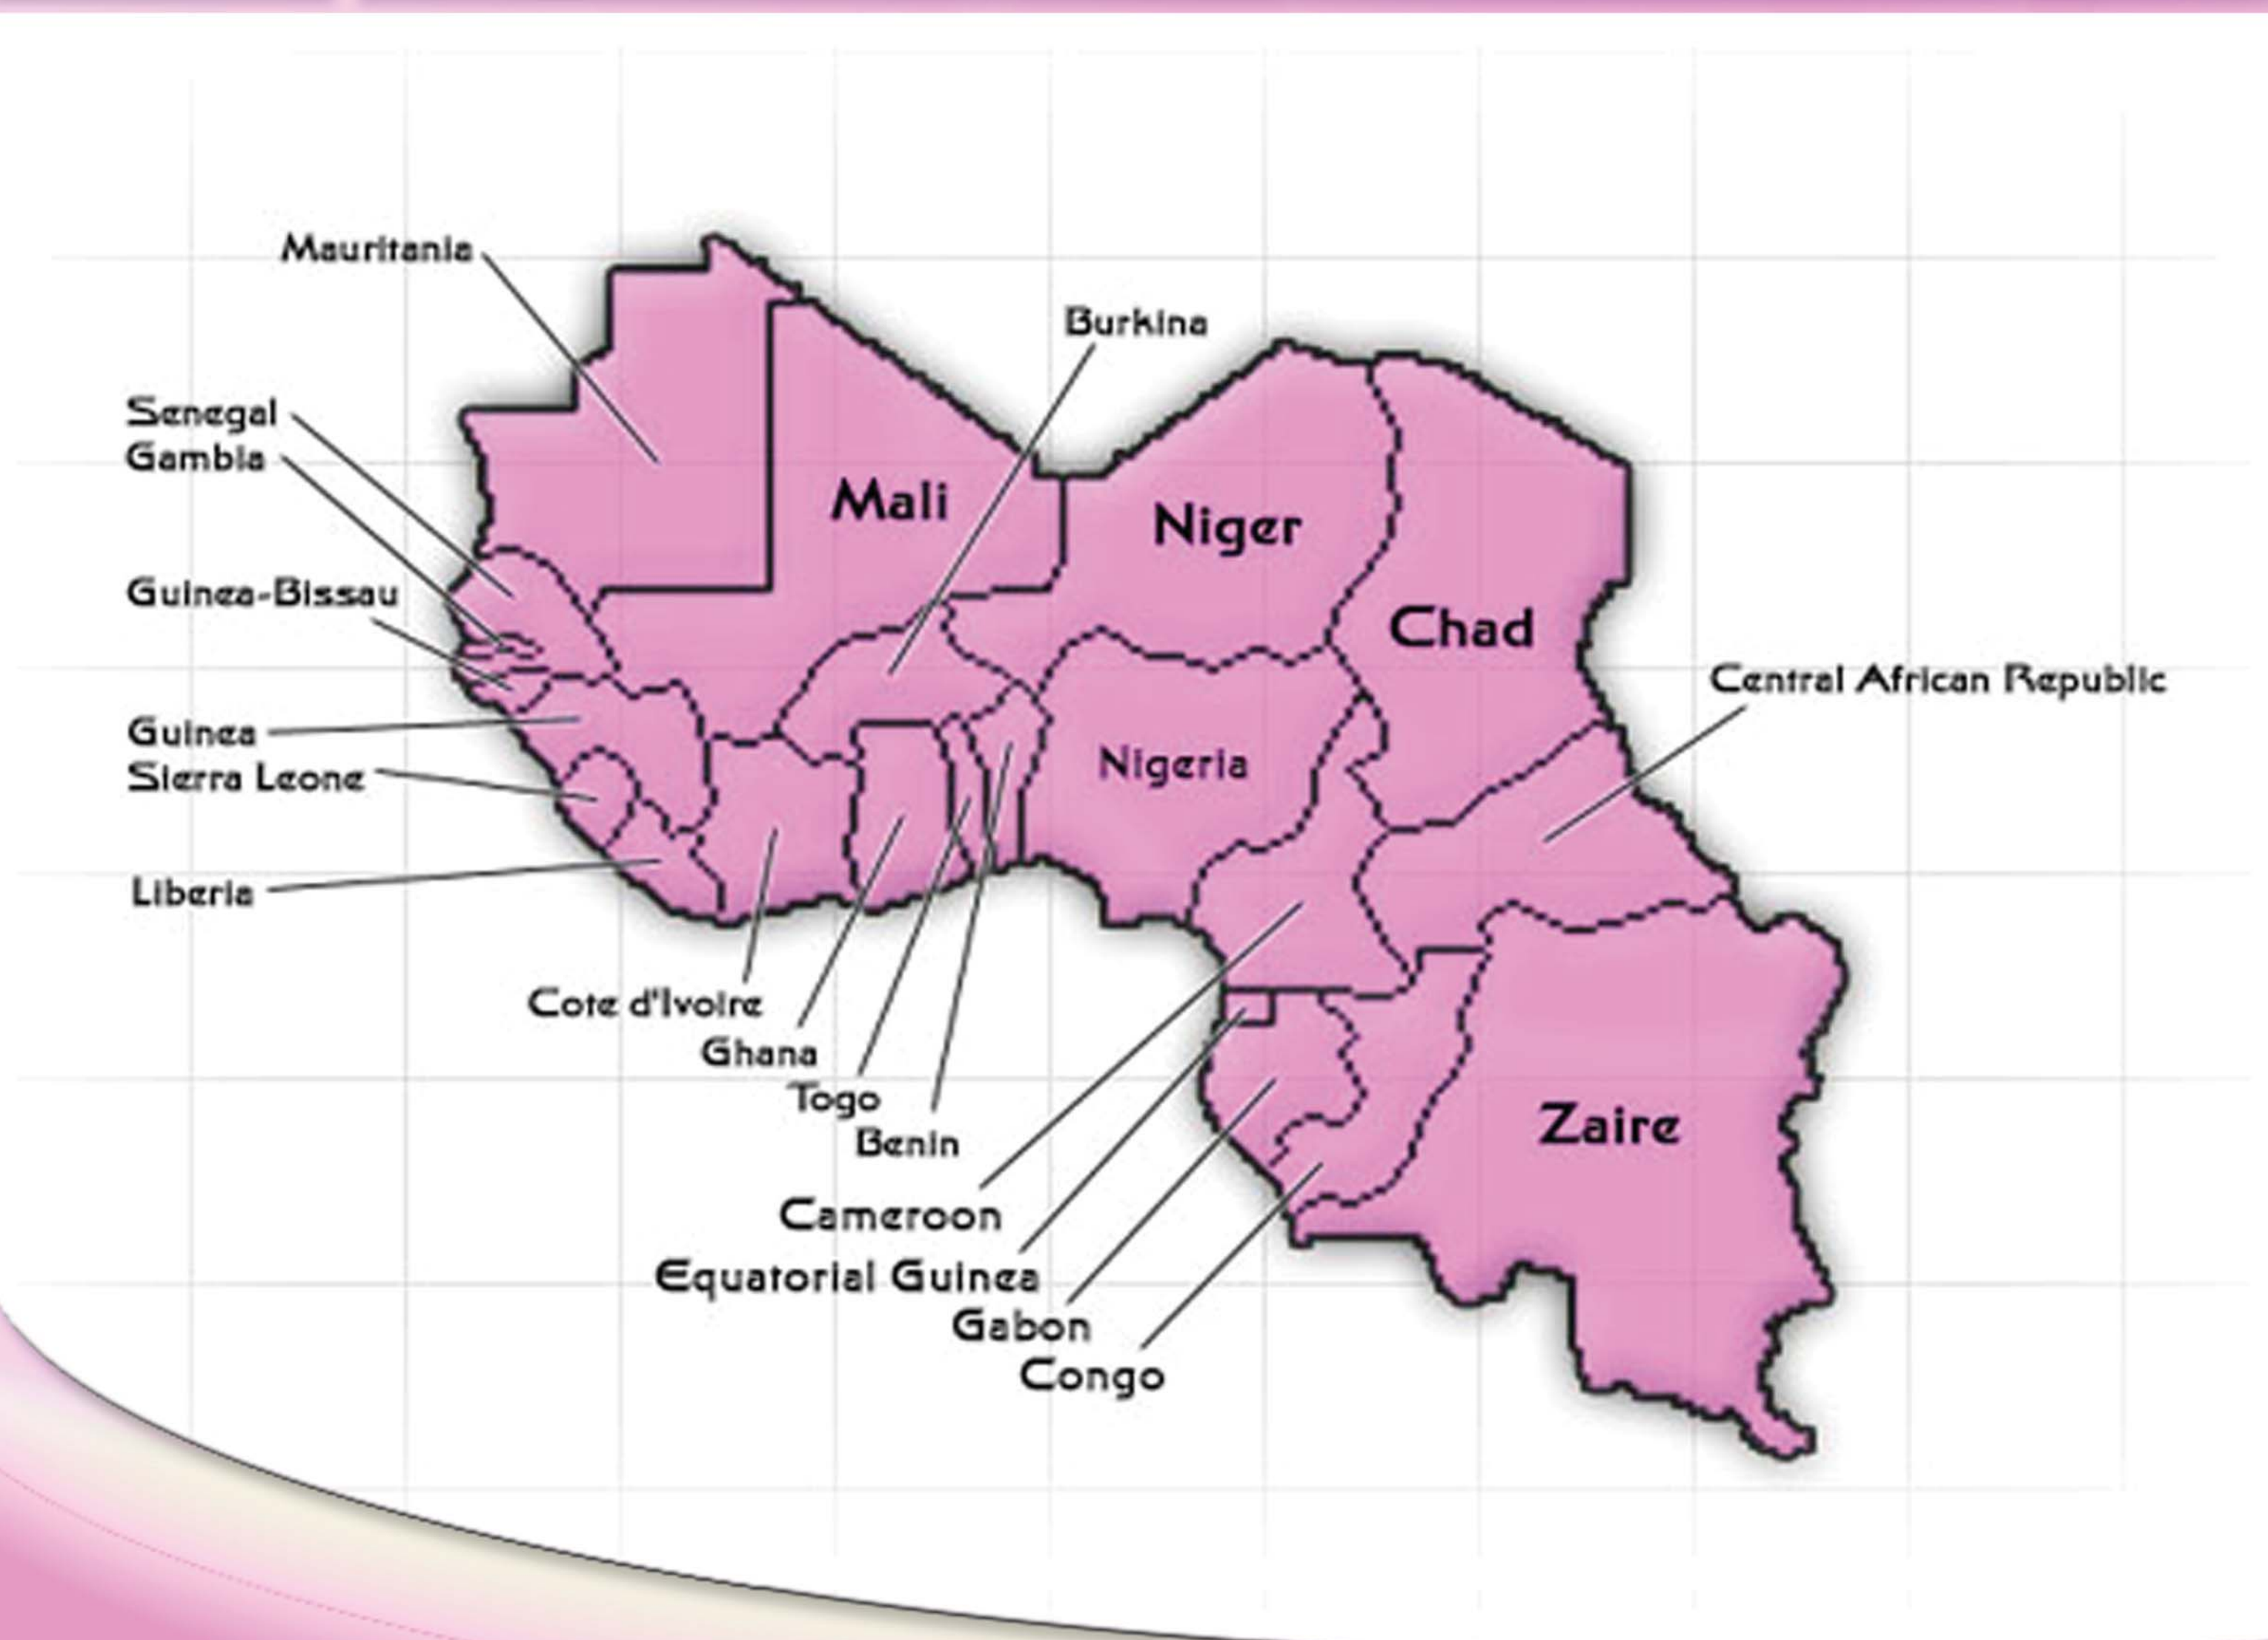 Mauritania
Burkina
Senegal
Gambia
Mali
Niger
Guinea-Bissau
Chad
Central African Republic
Guinea
Nigeria
Sierra Leone
Liberia
Cote d'Ivoire
Ghana
Togo
Benin
Zaire
Cameroon
Equatorial Guinea
Gabon
Congo